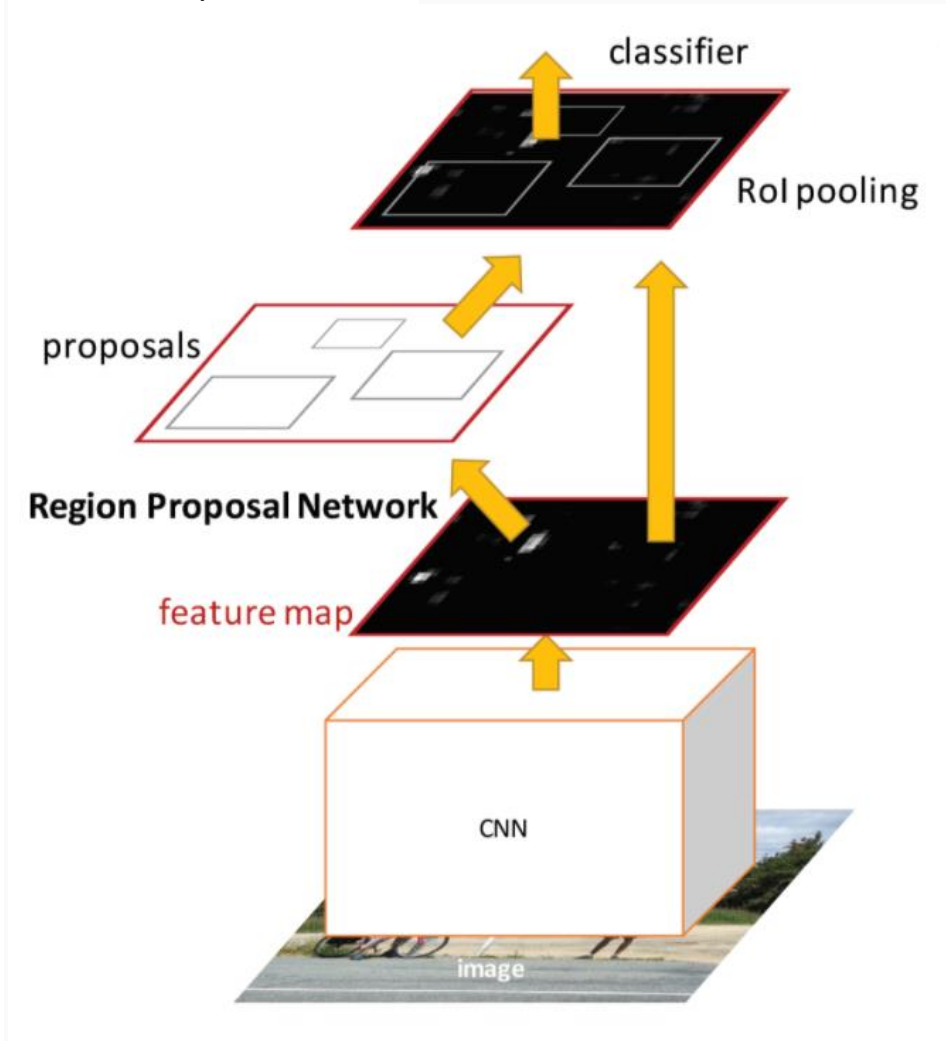 classifier
RoI pooling
proposals
Region Proposal Network
feature map
CNN
image